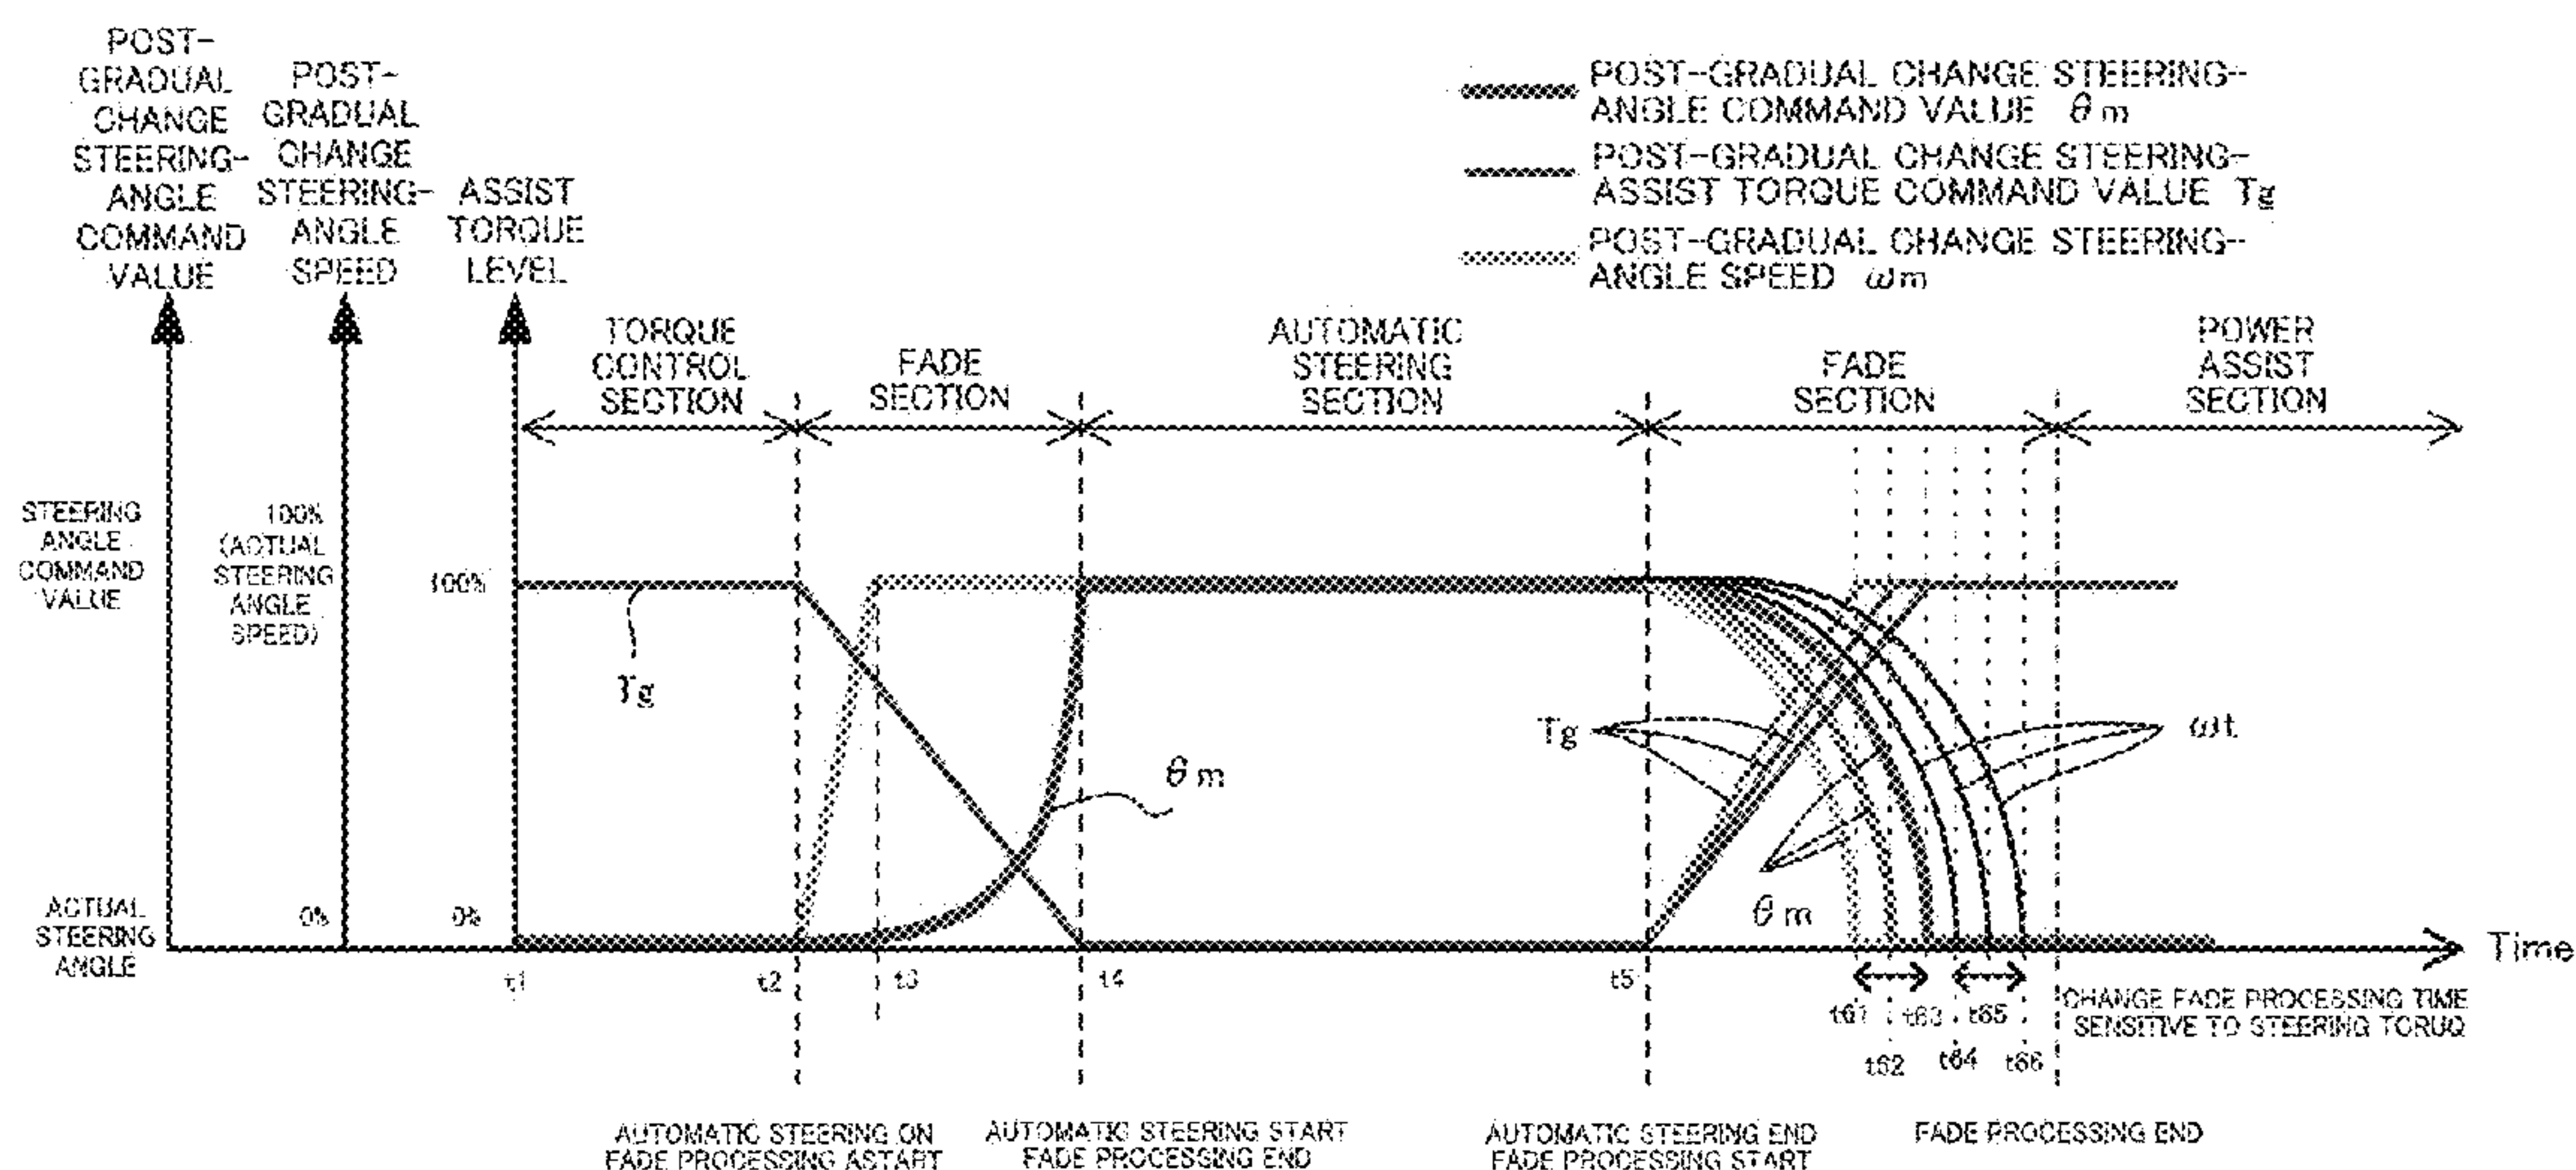 POST-
GRADUAL
CHANGE
STEERING-
ANGLE
COMMAND
VALUE
POST-
GRADUAL
CHANGE
STEERING-
ANGLE
SPEED
ASSIST
TORQUE
LEVEL
POST-GRADUAL CHANGE STEERING-
ANGLE COMMAND VALUE θm
POST-GRADUAL CHANGE STEERING-
ASSIST TORQUE COMMAND VALUE Tg
POST-GRADUAL CHANGE STEERING-
ANGLE SPEED ωm
TORQUE
CONTROL
SECTION
FADE
SECTION
AUTOMATIC
STEERING
SECTION
FADE
SECTION
POWER
ASSIST
SECTION
STEERING
ANGLE
COMMAND
VALUE
100%
(ACTUAL
STEERING
ANGLE
SPEED)
100%
Tg
θm
Tg
ωt
θm
ACTUAL
STEERING
ANGLE
0%
0%
Time
t1
t2
t3
t4
t5
t61
t63
t65
t62
t64
t66
CHANGE FADE PROCESSING TIME
SENSITIVE TO STEERING TORUQ
AUTOMATIC STEERING ON
FADE PROCESSING ASTART
AUTOMATIC STEERING START
FADE PROCESSING END
AUTOMATIC STEERING END
FADE PROCESSING START
FADE PROCESSING END